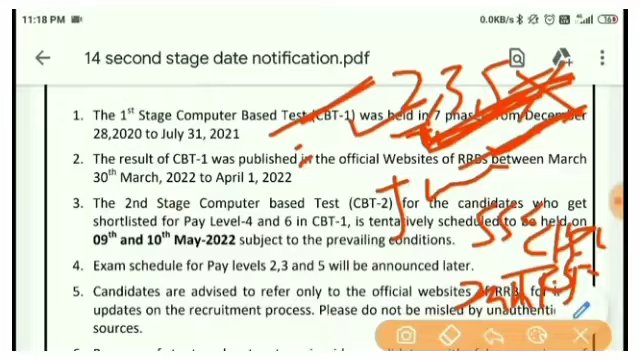 11:18 PM
0.0KB/s
14 second stage date notification.pdf
2,3,5
1. The 1st Stage Computer Based Test (CBT-1) was held in 7 phases from December
28,2020 to July 31, 2021
2. The result of CBT-1 was published in the official Websites of RRBs between March
30th March, 2022 to April 1, 2022
3. The 2nd Stage Computer based Test (CBT-2) for the candidates who get
shortlisted for Pay Level-4 and 6 in CBT-1, is tentatively scheduled to be held on
09th and 10th May-2022 subject to the prevailing conditions.
SSC
4. Exam schedule for Pay levels 2,3 and 5 will be announced later.
5. Candidates are advised to refer only to the official websites of RRBs for
updates on the recruitment process. Please do not be misled by
sources.